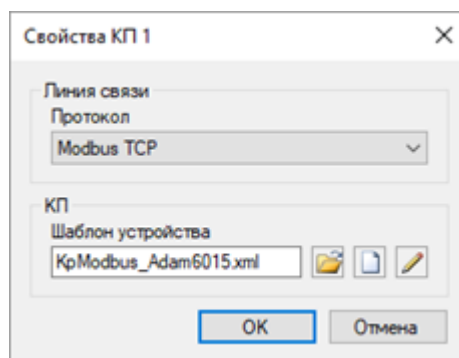 Свойства КП 1
Линия связи
Протокол
Modbus TCP
КП
Шаблон устройства
KpModbus_Adam6015.xml
OK
Отмена